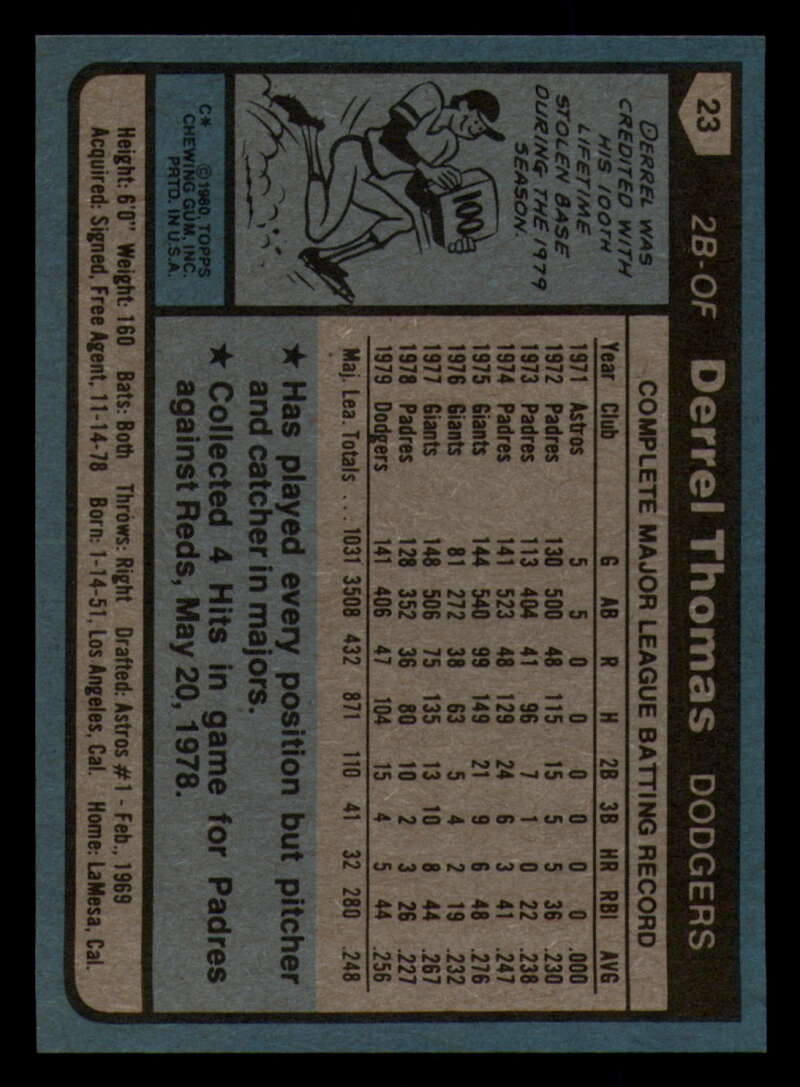 23 2B-OF Derrel Thomas DODGERS
DERREL WAS
CREDITED WITH
HIS 100TH
LIFETIME
STOLEN BASE
DURING THE 1979
SEASON.
100
C*
©1980, TOPPS
CHEWING GUM, INC.
PRTD. IN U.S.A.
COMPLETE MAJOR LEAGUE BATTING RECORD
Year Club G AB R H 2B 3B HR RBI AVG
1971 Astros 5 5 0 0 0 0 0 0 .000
1972 Padres 130 500 48 115 15 5 5 36 .230
1973 Padres 113 404 41 96 7 1 0 22 .238
1974 Padres 141 523 48 129 24 6 3 41 .247
1975 Giants 144 540 99 149 21 9 6 48 .276
1976 Giants 81 272 38 63 5 4 2 19 .232
1977 Giants 148 506 75 135 13 10 8 44 .267
1978 Padres 128 352 36 80 10 2 3 26 .227
1979 Dodgers 141 406 47 104 15 4 5 44 .256
Maj. Lea. Totals . . . 1031 3508 432 871 110 41 32 280 .248
★ Has played every position but pitcher
and catcher in majors.
★ Collected 4 Hits in game for Padres
against Reds, May 20, 1978.
Height: 6'0" Weight: 160 Bats: Both Throws: Right Drafted: Astros #1 - Feb., 1969
Acquired: Signed, Free Agent, 11-14-78 Born: 1-14-51, Los Angeles, Cal. Home: LaMesa, Cal.